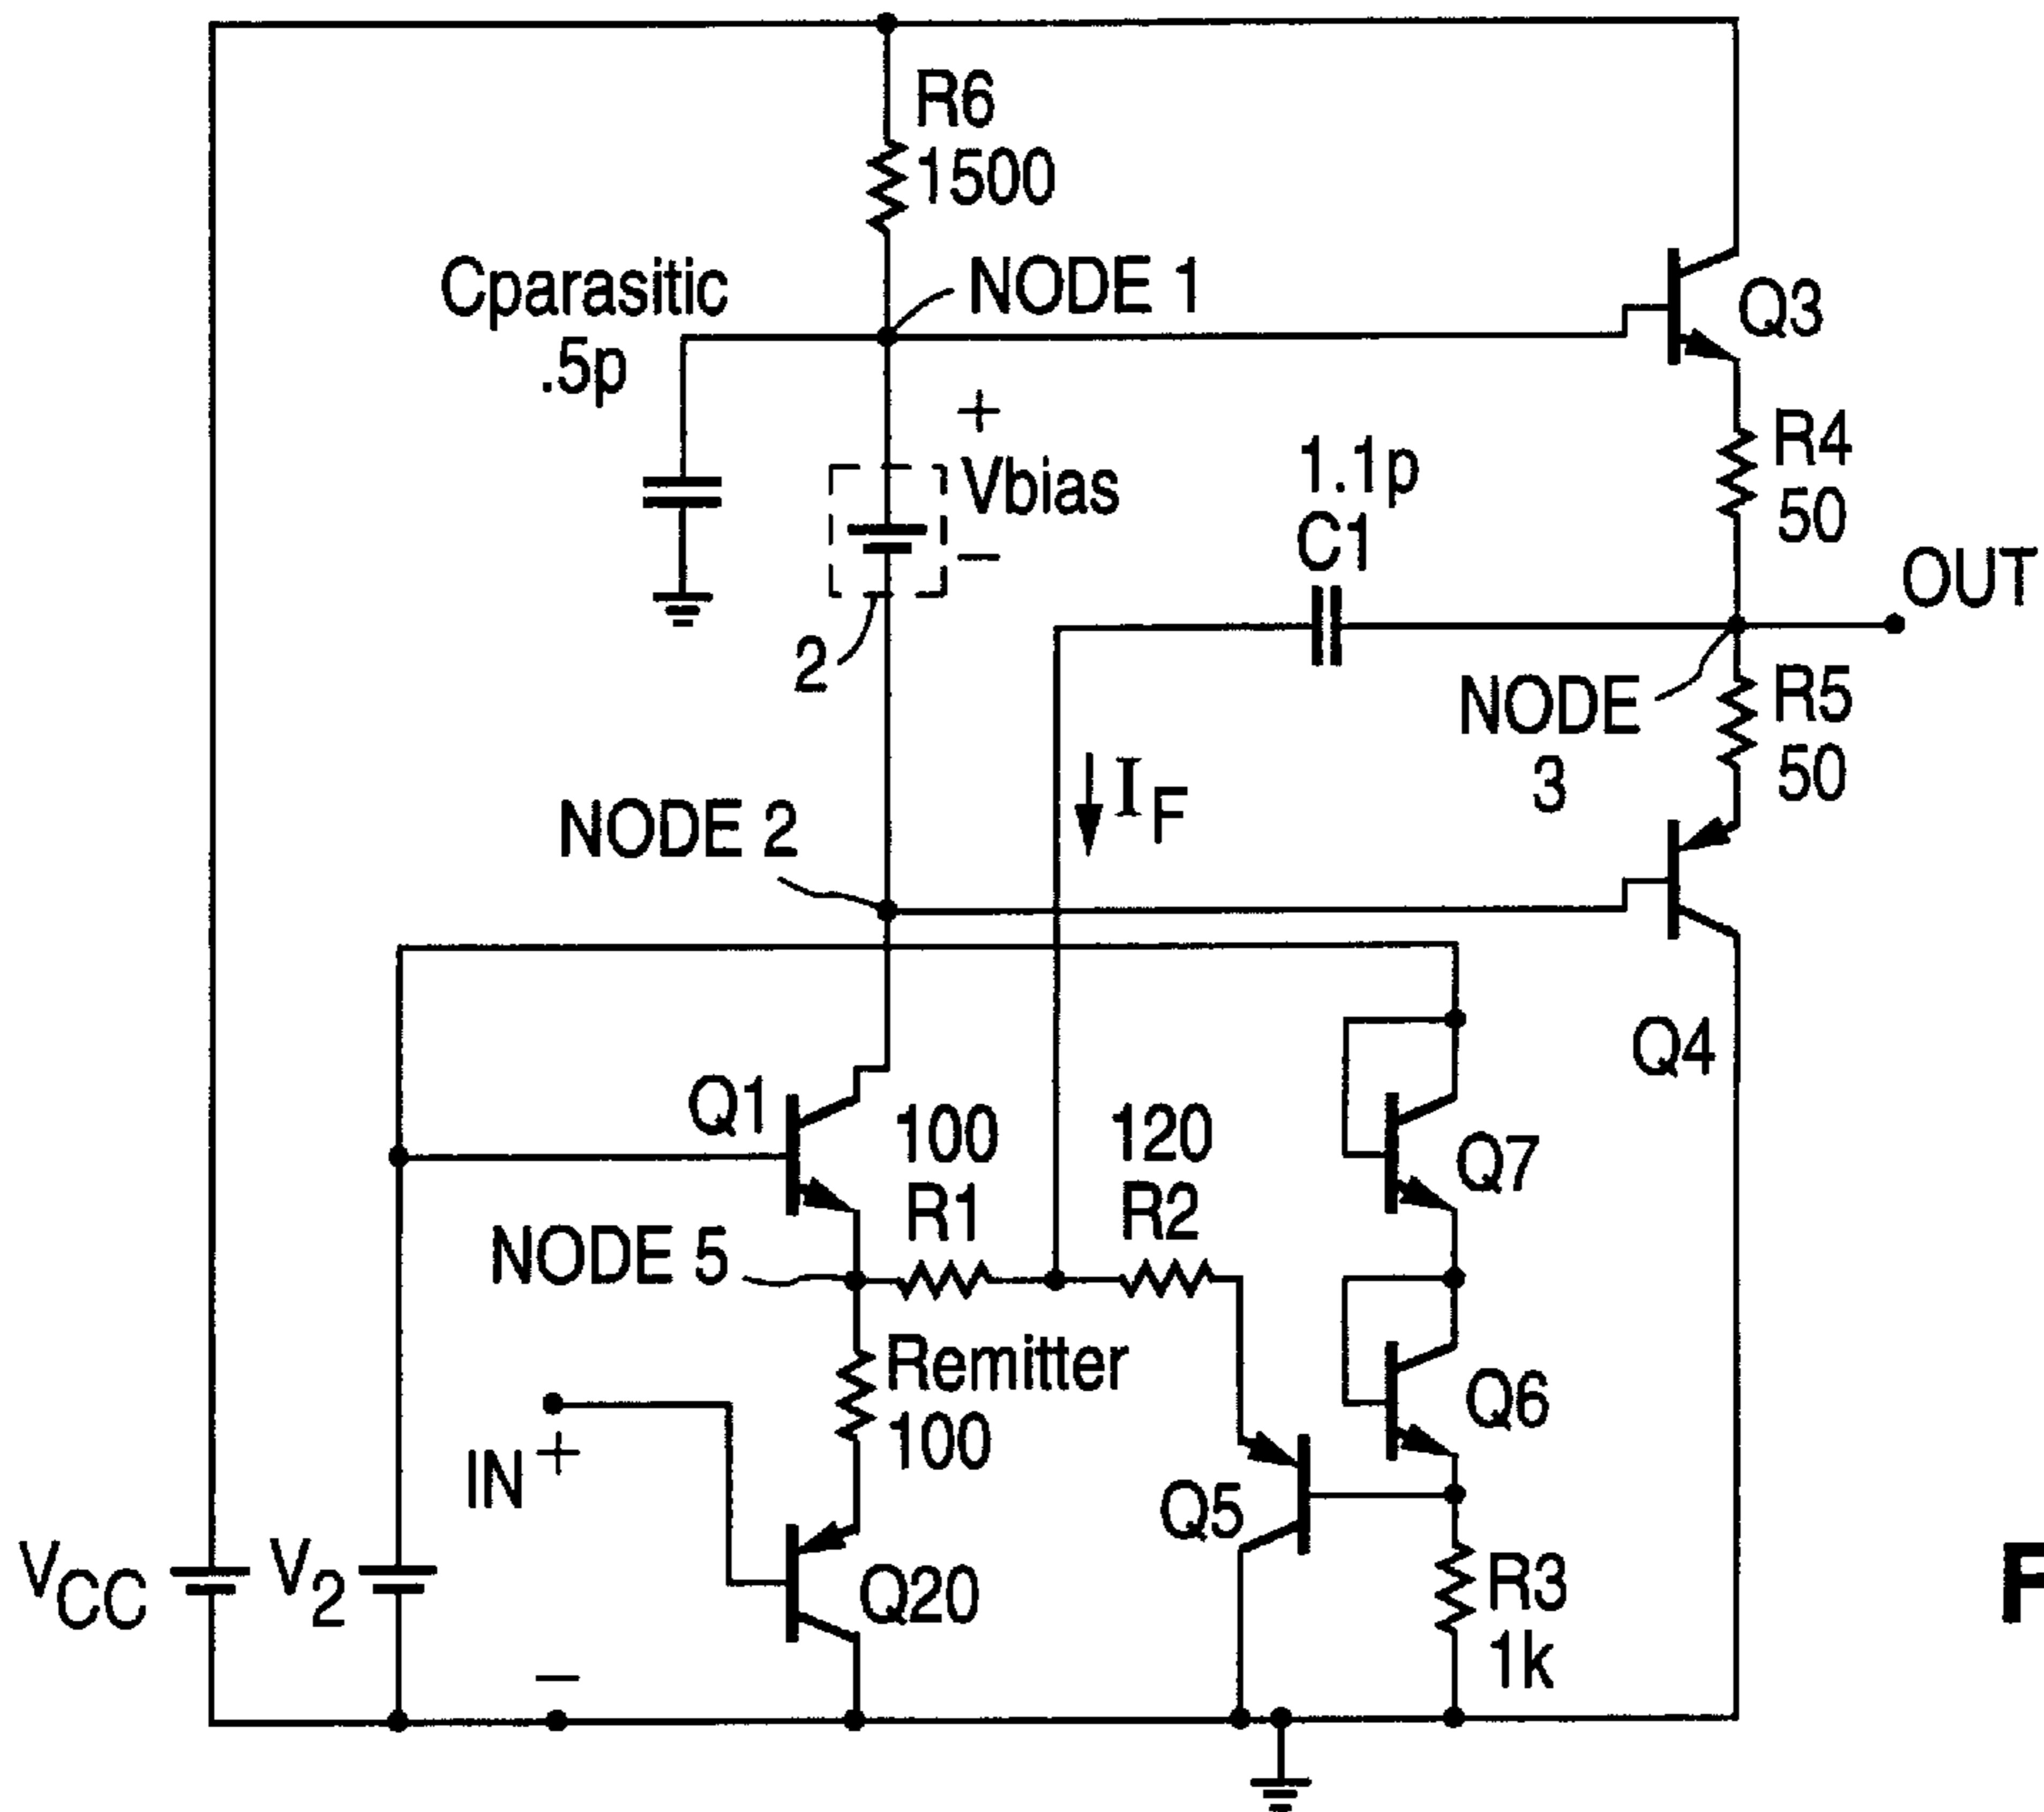 R6
1500
Cparasitic
.5p
NODE 1
Q3
+
Vbias
−
2
1.1p
C1
R4
50
OUT
NODE
3
R5
50
I_F
NODE 2
Q4
Q1
100
R1
120
R2
Q7
NODE 5
Remitter
100
Q6
IN +
Q5
V_CC
V_2
Q20
R3
1k
−
F